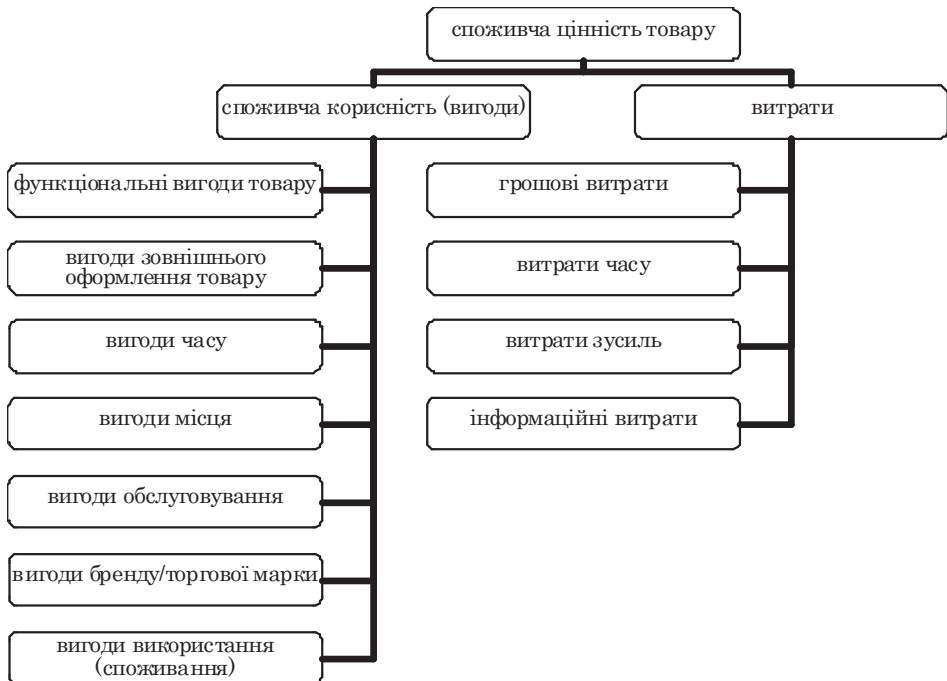 споживча цінність товару
споживча корисність (вигоди)
витрати
функціональні вигоди товару
вигоди зовнішнього
оформлення товару
вигоди часу
вигоди місця
вигоди обслуговування
вигоди бренду/торгової марки
вигоди використання
(споживання)
грошові витрати
витрати часу
витрати зусиль
інформаційні витрати